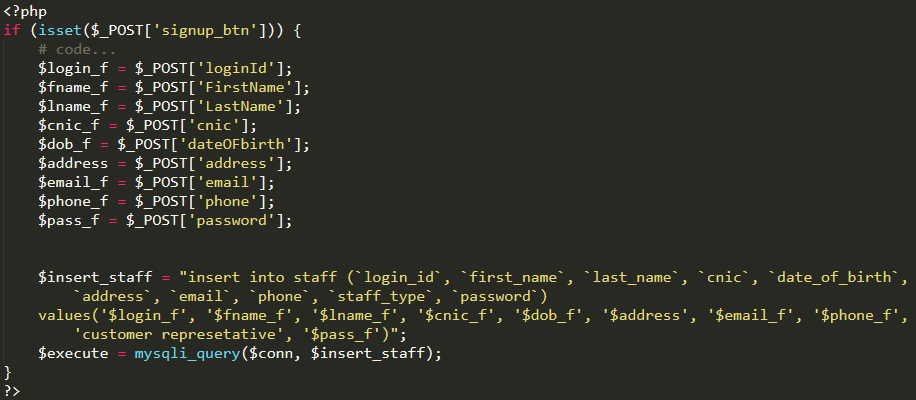 <?php
if (isset($_POST['signup_btn'])) {
# code...
$login_f = $_POST['loginId'];
$fname_f = $_POST['FirstName'];
$lname_f = $_POST['LastName'];
$cnic_f = $_POST['cnic'];
$dob_f = $_POST['dateOFbirth'];
$address = $_POST['address'];
$email_f = $_POST['email'];
$phone_f = $_POST['phone'];
$pass_f = $_POST['password'];
$insert_staff = "insert into staff (`login_id`, `first_name`, `last_name`, `cnic`, `date_of_birth`,
`address`, `email`, `phone`, `staff_type`, `password`)
values('$login_f', '$fname_f', '$lname_f', '$cnic_f', '$dob_f', '$address', '$email_f', '$phone_f',
'customer represetative', '$pass_f')";
$execute = mysqli_query($conn, $insert_staff);
}
?>